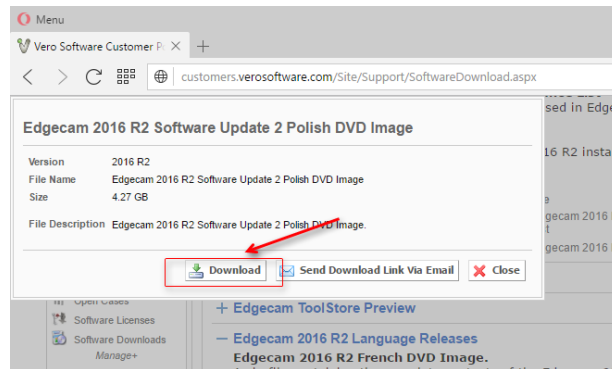 Menu
Vero Software Customer P
customers.verosoftware.com/Site/Support/SoftwareDownload.aspx
sed in Edge
Edgecam 2016 R2 Software Update 2 Polish DVD Image
16 R2 insta
Version 2016 R2
File Name Edgecam 2016 R2 Software Update 2 Polish DVD Image
Size 4.27 GB
gecam 2016
File Description Edgecam 2016 R2 Software Update 2 Polish DVD Image.
gecam 2016
Download Send Download Link Via Email Close
Open Cases
+ Edgecam ToolStore Preview
Software Licenses
Software Downloads
— Edgecam 2016 R2 Language Releases
Manage+
Edgecam 2016 R2 French DVD Image.